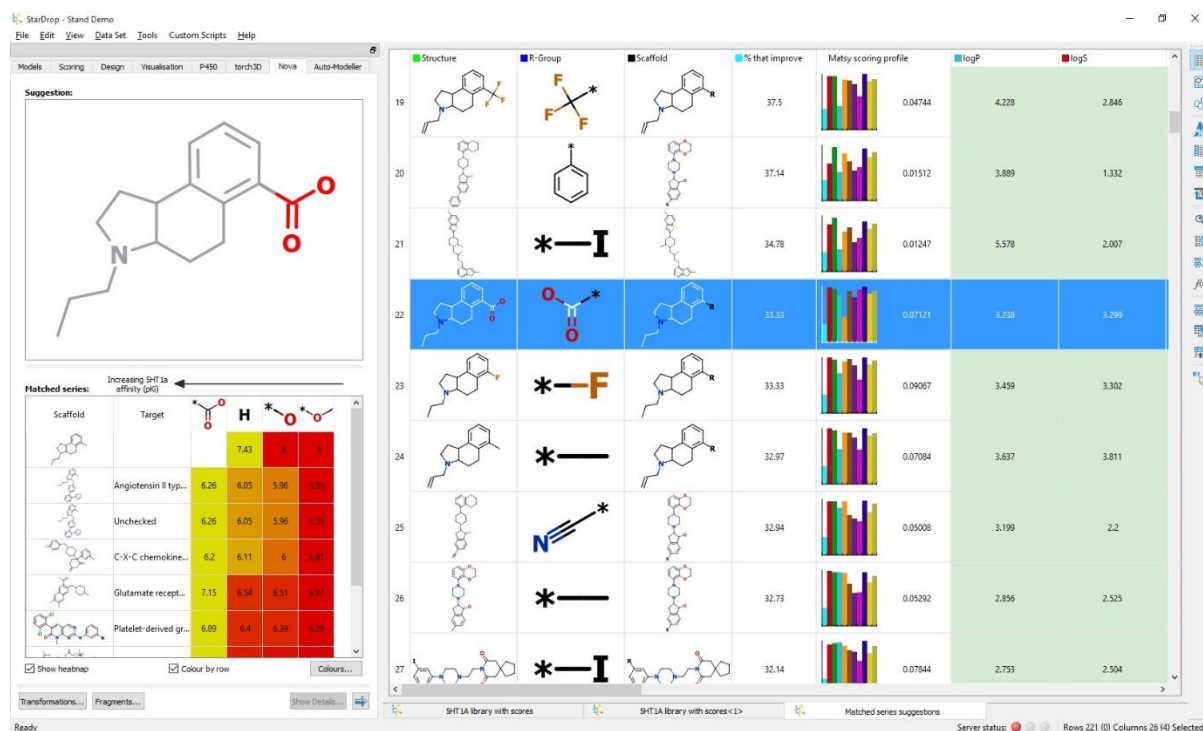 StarDrop - Stand Demo
File Edit View Data Set Tools Custom Scripts Help
Models Scoring Design Visualisation P450 torch3D Nova Auto-Modeller
Suggestion:
N
O
O
Increasing 5HT1a
affinity (pKi)
Matched series:
Scaffold Target * O O H * O * O
7.43
Angiotensin II typ... 6.26 6.05 5.96 5.55
Unchecked 6.26 6.05 5.96 5.55
C-X-C chemokine... 6.2 6.11 6 5.81
Glutamate recept... 7.15 6.54 6.51
Platelet-derived gr... 6.89 6.4 6.39
Show heatmap Colour by row Colours...
Transformations... Fragments... Show Details...
Ready
Structure R-Group Scaffold % that improve Matsy scoring profile logP logS
19 F F F * 37.5 0.04744 4.228 2.846
20 * 37.14 0.01512 3.889 1.332
21 * I 34.78 0.01247 5.578 2.007
22 O O * 33.33 0.07121 3.238 3.299
23 * F 33.33 0.09067 3.459 3.302
24 * 32.97 0.07084 3.637 3.811
25 N * 32.94 0.05008 3.199 2.2
26 * 32.73 0.05292 2.856 2.525
27 * I 32.14 0.07844 2.753 2.504
5HT1A library with scores 5HT1A library with scores<1> Matched series suggestions
Server status: Rows 221 (0) Columns 26 (4) Selected